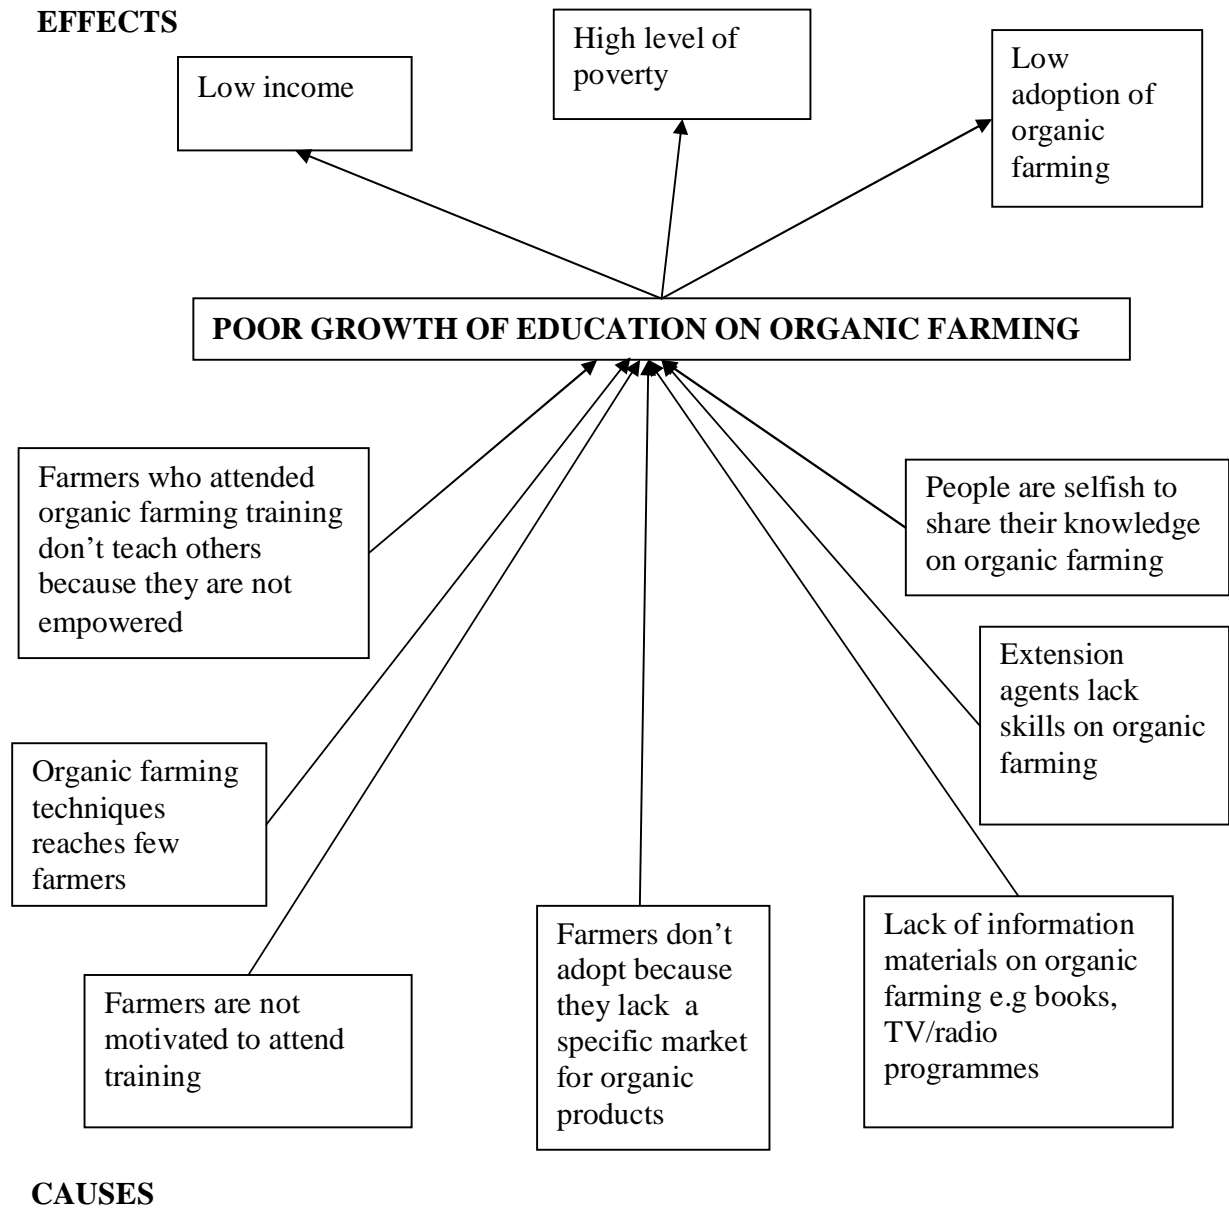 EFFECTS
Low income
High level of
poverty
Low
adoption of
organic
farming
POOR GROWTH OF EDUCATION ON ORGANIC FARMING
Farmers who attended
organic farming training
don’t teach others
because they are not
empowered
People are selfish to
share their knowledge
on organic farming
Extension
agents lack
skills on organic
farming
Organic farming
techniques
reaches few
farmers
Farmers are not
motivated to attend
training
Farmers don’t
adopt because
they lack a
specific market
for organic
products
Lack of information
materials on organic
farming e.g books,
TV/radio
programmes
CAUSES